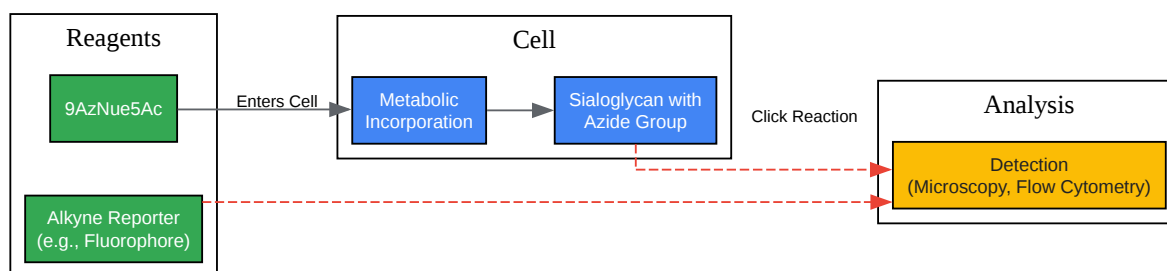 Reagents
9AzNue5Ac
Alkyne Reporter
(e.g., Fluorophore)
Enters Cell
Cell
Metabolic
Incorporation
Sialoglycan with
Azide Group
Click Reaction
Analysis
Detection
(Microscopy, Flow Cytometry)